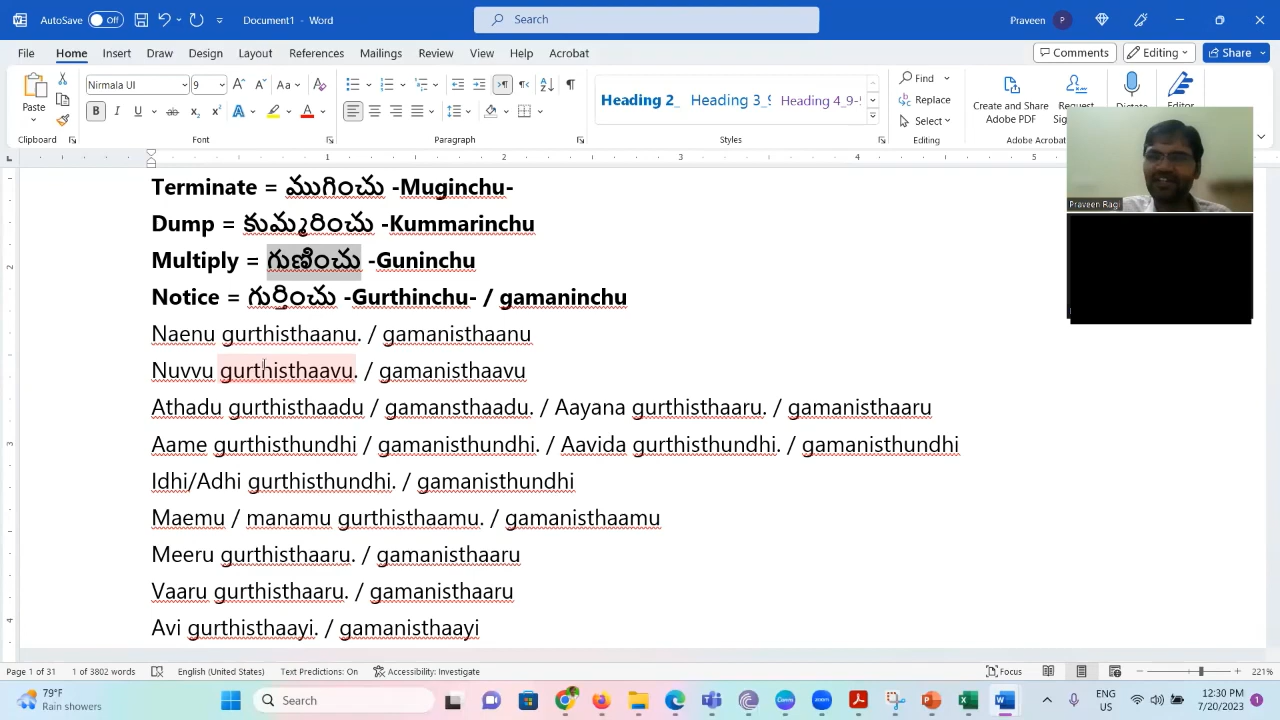 AutoSave Off Document1 - Word Search Praveen P
File Home Insert Draw Design Layout References Mailings Review View Help Acrobat Comments Editing Share
Nirmala UI 9 Aa Heading 2 Heading 3 Heading 4 Find
Paste B I U ab Replace Create and Share Adobe PDF
Select Editor
Clipboard Font Paragraph Styles Editing Adobe
Terminate = ముగించు -Muginchu-
Dump = కుమ్మరించు -Kummarinchu
Multiply = గుణించు -Guninchu
Notice = గుర్తించు -Gurthinchu- / gamaninchu
Naenu gurthisthaanu. / gamanisthaanu
Nuvvu gurthisthaavu. / gamanisthaavu
Athadu gurthisthaadu / gamansthaadu. / Aayana gurthisthaaru. / gamanisthaaru
Aame gurthisthundhi / gamanisthundhi. / Aavida gurthisthundhi. / gamanisthundhi
Idhi/Adhi gurthisthundhi. / gamanisthundhi
Maemu / manamu gurthisthaamu. / gamanisthaamu
Meeru gurthisthaaru. / gamanisthaaru
Vaaru gurthisthaaru. / gamanisthaaru
Avi gurthisthaayi. / gamanisthaayi
Praveen Ragi
Page 1 of 31 1 of 3802 words English (United States) Text Predictions: On Accessibility: Investigate Focus 221%
79°F
Rain showers
Search
ENG
US
12:30 PM
7/20/2023